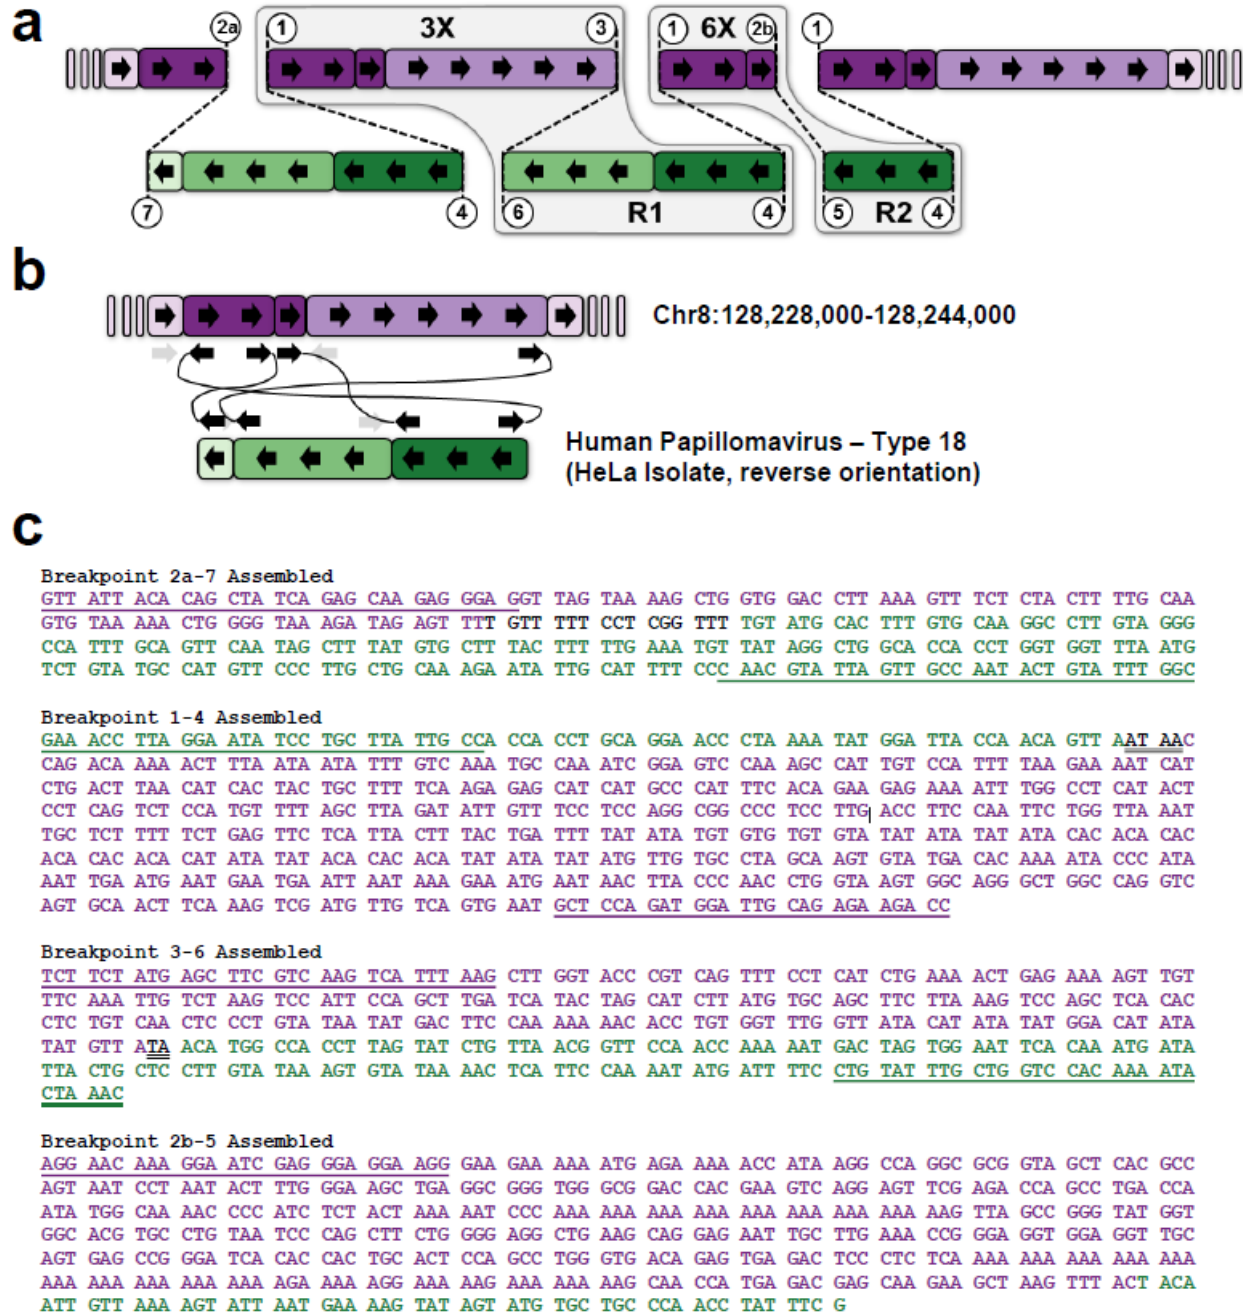 a
2a 1 3X 3 1 6X 2b 1
7 4 6 R1 4 5 R2 4
b
Chr8:128,228,000-128,244,000
Human Papillomavirus – Type 18
(HeLa Isolate, reverse orientation)
c
Breakpoint 2a-7 Assembled
GTT ATT ACA CAG CTA TCA GAG CAA GAG GGA GGT TAG TAA AAG CTG GTG GAC CTT AAA GTT TCT CTA CTT TTG CAA
GTG TAA AAA CTG GGG TAA AGA TAG AGT TTT GTT TTT CCT CGG TTT TGT ATG CAC TTT GTG CAA GGC CTT GTA GGG
CCA TTT GCA GTT CAA TAG CTT TAT GTG CTT TAC TTT TTG AAA TGT TAT AGG CTG GCA CCA CCT GGT GGT TTA ATG
TCT GTA TGC CAT GTT CCC TTG CTG CAA AGA ATA TTG CAT TTT CCC AAC GTA TTA GTT GCC AAT ACT GTA TTT GGC
Breakpoint 1-4 Assembled
GAA ACC TTA GGA ATA TCC TGC TTA TTG CCA CCA CCT GCA GGA ACC CTA AAA TAT GGA TTA CCA ACA GTT AAT AAC
CAG ACA AAA ACT TTA ATA ATA TTT GTC AAA TGC CAA ATC GGA GTC CAA AGC CAT TGT CCA TTT TAA GAA AAT CAT
CTG ACT TAA CAT CAC TAC TGC TTT TCA AGA GAG CAT CAT GCC CAT TTC ACA GAA GAG AAA ATT TGG CCT CAT ACT
CCT CAG TCT CCA TGT TTT AGC TTA GAT ATT GTT TCC TCC AGG CGG CCC TCC TTG ACC TTC CAA TTC TGG TTA AAT
TGC TCT TTT TCT GAG TTC TCA TTA CTT TAC TGA TTT TAT ATA TGT GTG TGT GTA TAT ATA TAT ATA CAC ACA CAC
ACA CAC ACA CAT ATA TAT ACA CAC ACA TAT ATA TAT ATG TTG TGC CTA GCA AGT GTA TGA CAC AAA ATA CCC ATA
AAT TGA ATG AAT GAA TGA ATT AAT AAA GAA ATG AAT AAC TTA CCC AAC CTG GTA AGT GGC AGG GCT GGC CAG GTC
AGT GCA ACT TCA AAG TCG ATG TTG TCA GTG AAT GCT CCA GAT GGA TTG CAG AGA AGA CC
Breakpoint 3-6 Assembled
TCT TCT ATG AGC TTC GTC AAG TCA TTT AAG CTT GGT ACC CGT CAG TTT CCT CAT CTG AAA ACT GAG AAA AGT TGT
TTC AAA TTG TCT AAG TCC ATT CCA GCT TGA TCA TAC TAG CAT CTT ATG TGC AGC TTC TTA AAG TCC AGC TCA CAC
CTC TGT CAA CTC CCT GTA TAA TAT GAC TTC CAA AAA AAC ACC TGT GGT TTG GTT ATA CAT ATA TAT GGA CAT ATA
TAT GTT ATA ACA TGG CCA CCT TAG TAT CTG TTA ACG GTT CCA ACC AAA AAT GAC TAG TGG AAT TCA CAA ATG ATA
TTA CTG CTC CTT GTA TAA AGT GTA TAA AAC TCA TTC CAA AAT ATG ATT TTC CTG TAT TTG CTG GTC CAC AAA ATA
CTA AAC
Breakpoint 2b-5 Assembled
AGG AAC AAA GGA ATC GAG GGA GGA AGG GAA GAA AAA ATG AGA AAA ACC ATA AGG CCA GGC GCG GTA GCT CAC GCC
AGT AAT CCT AAT ACT TTG GGA AGC TGA GGC GGG TGG GCG GAC CAC GAA GTC AGG AGT TCG AGA CCA GCC TGA CCA
ATA TGG CAA AAC CCC ATC TCT ACT AAA AAT CCC AAA AAA AAA AAA AAA AAA AAA AAA AAG TTA GCC GGG TAT GGT
GGC ACG TGC CTG TAA TCC CAG CTT CTG GGG AGG CTG AAG CAG GAG AAT TGC TTG AAA CCG GGA GGT GGA GGT TGC
AGT GAG CCG GGA TCA CAC CAC TGC ACT CCA GCC TGG GTG ACA GAG TGA GAC TCC CTC TCA AAA AAA AAA AAA AAA
AAA AAA AAA AAA AAA AGA AAA AGG AAA AAG AAA AAA AAG CAA CCA TGA GAC GAG CAA GAA GCT AAG TTT ACT ACA
ATT GTT AAA AGT ATT AAT GAA AAG TAT AGT ATG TGC TGC CCA ACC TAT TTC G